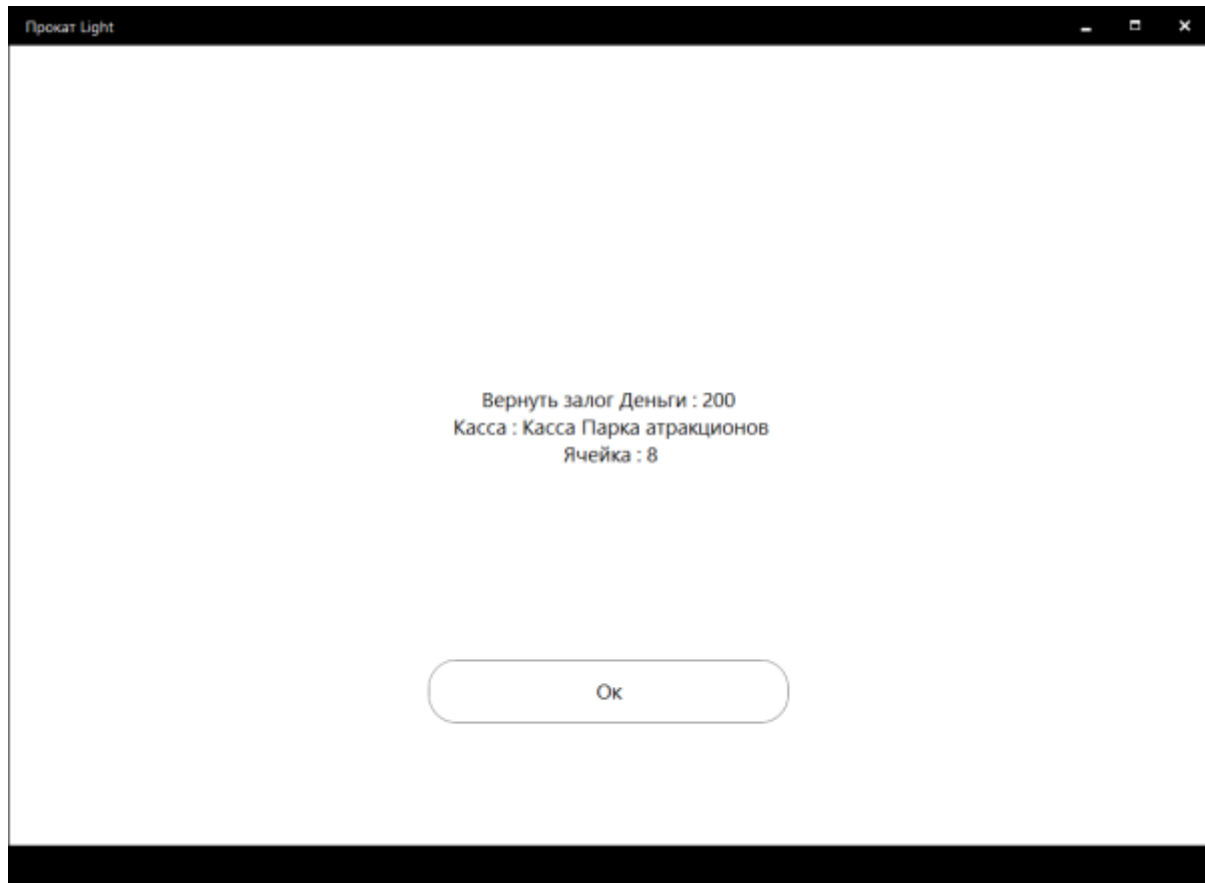 Прокат Light
Вернуть залог Деньги : 200
Касса : Касса Парка атракционов
Ячейка : 8
Ок